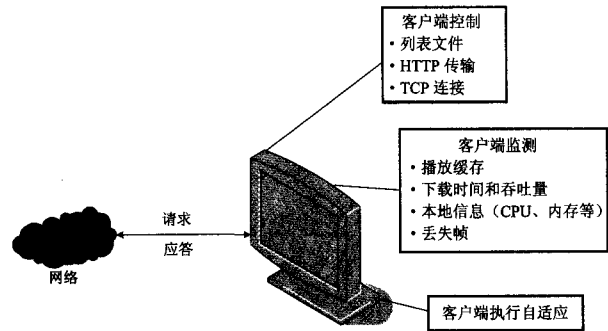 客户端控制
·列表文件
·HTTP 传输
·TCP 连接
客户端监测
·播放缓存
·下载时间和吞吐量
·本地信息（CPU、内存等）
·丢失帧
请求
应答
网络
客户端执行自适应